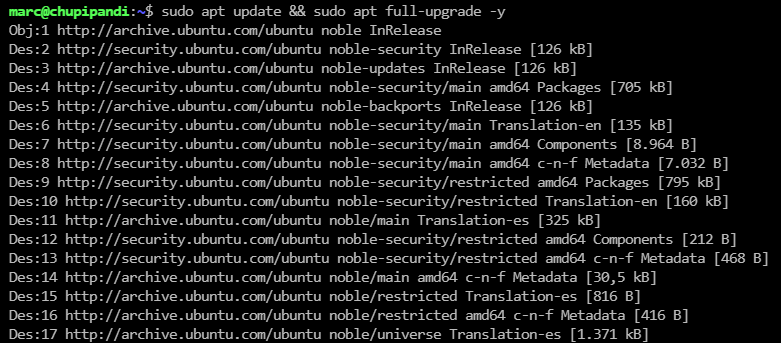 marc@chupipandi:~$ sudo apt update && sudo apt full-upgrade -y
Obj:1 http://archive.ubuntu.com/ubuntu noble InRelease
Des:2 http://security.ubuntu.com/ubuntu noble-security InRelease [126 kB]
Des:3 http://archive.ubuntu.com/ubuntu noble-updates InRelease [126 kB]
Des:4 http://security.ubuntu.com/ubuntu noble-security/main amd64 Packages [705 kB]
Des:5 http://archive.ubuntu.com/ubuntu noble-backports InRelease [126 kB]
Des:6 http://security.ubuntu.com/ubuntu noble-security/main Translation-en [135 kB]
Des:7 http://security.ubuntu.com/ubuntu noble-security/main amd64 Components [8.964 B]
Des:8 http://security.ubuntu.com/ubuntu noble-security/main amd64 c-n-f Metadata [7.032 B]
Des:9 http://security.ubuntu.com/ubuntu noble-security/restricted amd64 Packages [795 kB]
Des:10 http://security.ubuntu.com/ubuntu noble-security/restricted Translation-en [160 kB]
Des:11 http://archive.ubuntu.com/ubuntu noble/main Translation-es [325 kB]
Des:12 http://security.ubuntu.com/ubuntu noble-security/restricted amd64 Components [212 B]
Des:13 http://security.ubuntu.com/ubuntu noble-security/restricted amd64 c-n-f Metadata [468 B]
Des:14 http://archive.ubuntu.com/ubuntu noble/main amd64 c-n-f Metadata [30,5 kB]
Des:15 http://archive.ubuntu.com/ubuntu noble/restricted Translation-es [816 B]
Des:16 http://archive.ubuntu.com/ubuntu noble/restricted amd64 c-n-f Metadata [416 B]
Des:17 http://archive.ubuntu.com/ubuntu noble/universe Translation-es [1.371 kB]